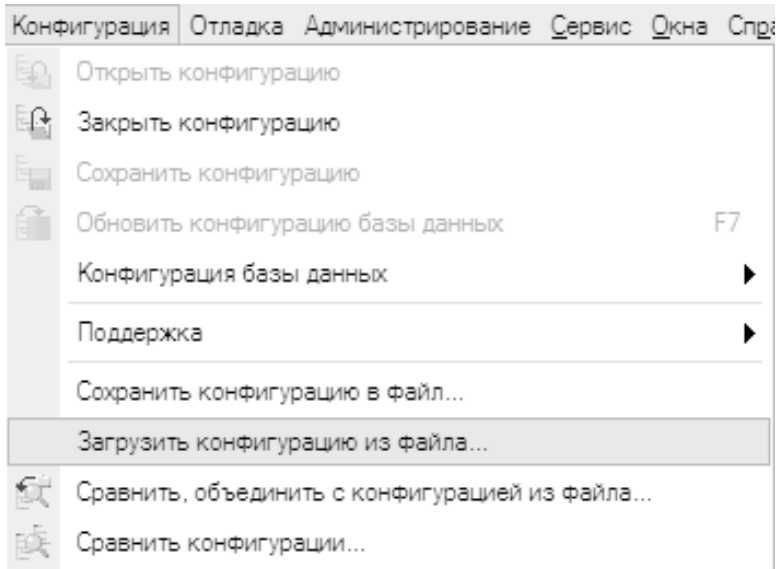 Конфигурация Отладка Администрирование Сервис Окна
Открыть конфигурацию
Закрыть конфигурацию
Сохранить конфигурацию
Обновить конфигурацию базы данных F7
Конфигурация базы данных
Поддержка
Сохранить конфигурацию в файл...
Загрузить конфигурацию из файла...
Сравнить, объединить с конфигурацией из файла...
Сравнить конфигурации...